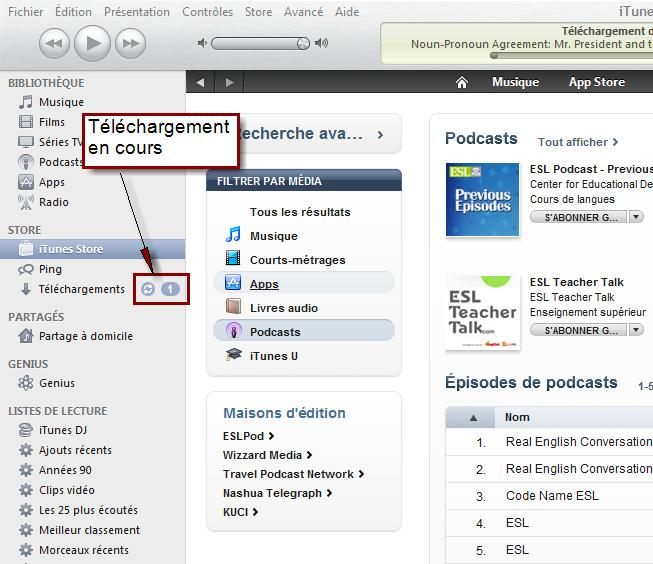 Fichier Édition Présentation Contrôles Store Avancé Aide
Téléchargement d
Noun-Pronoun Agreement: Mr. President and t
BIBLIOTHÈQUE
Musique
Films
Séries TV
Podcasts
Apps
Radio
STORE
iTunes Store
Ping
Téléchargements 1
PARTAGÉS
Partage à domicile
GENIUS
Genius
LISTES DE LECTURE
iTunes DJ
Ajouts récents
Années 90
Clips vidéo
Les 25 plus écoutés
Meilleur classement
Morceaux récents
Téléchargement
en cours
Musique App Store
echerche ava...
FILTRER PAR MÉDIA
Tous les résultats
Musique
Courts-métrages
Apps
Livres audio
Podcasts
iTunes U
Maisons d'édition
ESLPod
Wizzard Media
Travel Podcast Network
Nashua Telegraph
KUCI
Podcasts Tout afficher
ESL
Previous
Episodes
ESL Podcast - Previous
Center for Educational De
Cours de langues
S'ABONNER G...
ESL
Teacher
Talk.com
ESL Teacher Talk
ESL Teacher Talk
Enseignement supérieur
S'ABONNER G...
Épisodes de podcasts 1-5
Nom
1. Real English Conversation
2. Real English Conversation
3. Code Name ESL
4. ESL
5. ESL